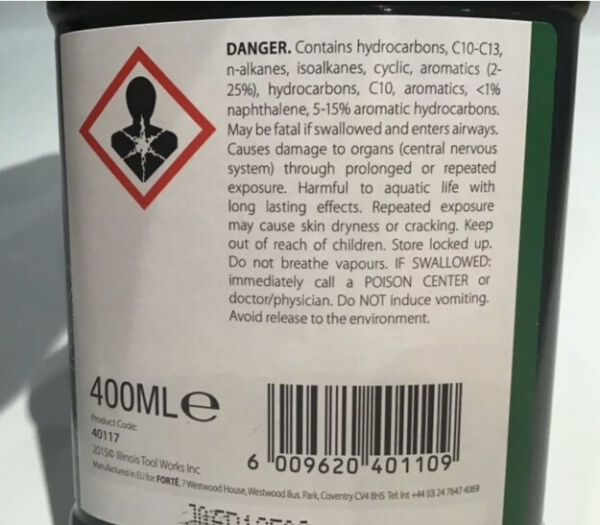 DANGER. Contains hydrocarbons, C10-C13,
n-alkanes, isoalkanes, cyclic, aromatics (2-
25%), hydrocarbons, C10, aromatics, <1%
naphthalene, 5-15% aromatic hydrocarbons.
May be fatal if swallowed and enters airways.
Causes damage to organs (central nervous
system) through prolonged or repeated
exposure. Harmful to aquatic life with
long lasting effects. Repeated exposure
may cause skin dryness or cracking. Keep
out of reach of children. Store locked up.
Do not breathe vapours. IF SWALLOWED:
immediately call a POISON CENTER or
doctor/physician. Do NOT induce vomiting.
Avoid release to the environment.
400ML e
Product Code:
40117
2015© Illinois Tool Works Inc
Manufactured in EU for: FORTÉ, 7 Westwood House, Westwood Bus. Park, Coventry CV4 8HS Tel: Int +44 (0) 24 7647 4069
6 009620 401109